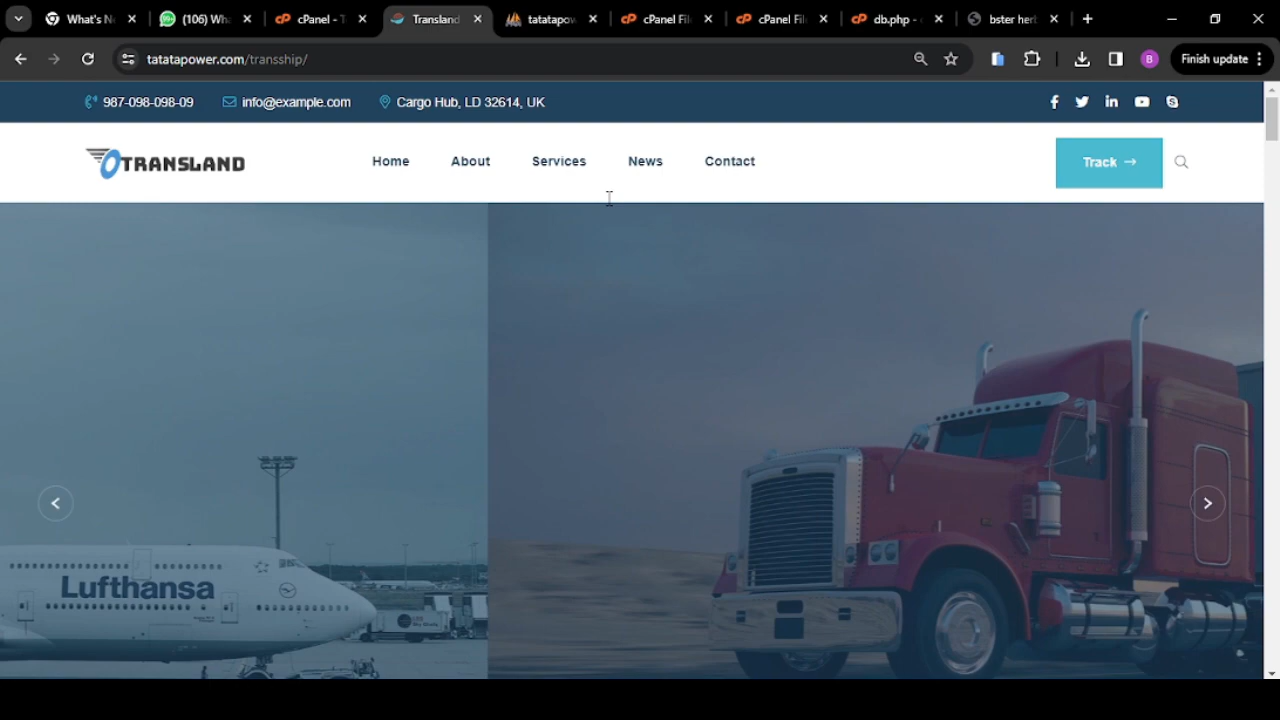 What's N
(106) Wh
cPanel - T
Transland
tatatapow
cPanel Fil
cPanel Fil
db.php -
bster her
tatatapower.com/transship/
B
Finish update
987-098-098-09
info@example.com
Cargo Hub, LD 32614, UK
TRANSLAND
Home
About
Services
News
Contact
Track →
Lufthansa